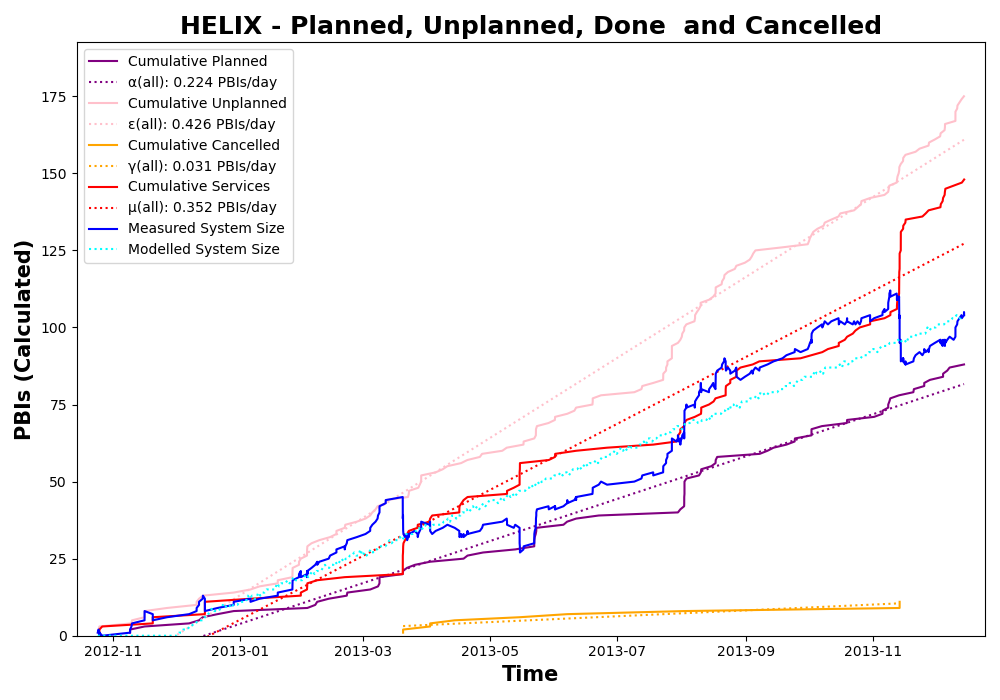 HELIX - Planned, Unplanned, Done  and Cancelled
Cumulative Planned
α(all): 0.224 PBIs/day
Cumulative Unplanned
ε(all): 0.426 PBIs/day
Cumulative Cancelled
γ(all): 0.031 PBIs/day
Cumulative Services
μ(all): 0.352 PBIs/day
Measured System Size
Modelled System Size
PBIs (Calculated)
175
150
125
100
75
50
25
0
2012-11
2013-01
2013-03
2013-05
2013-07
2013-09
2013-11
Time